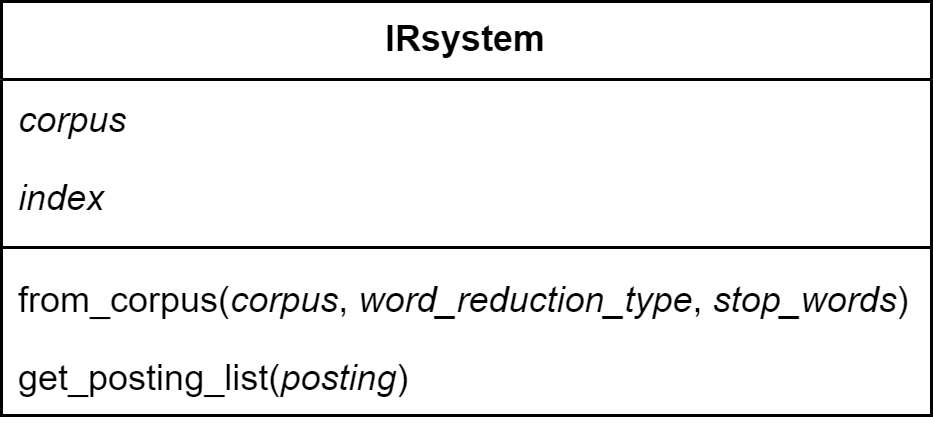 IRsystem
corpus
index
from_corpus(corpus, word_reduction_type, stop_words)
get_posting_list(posting)